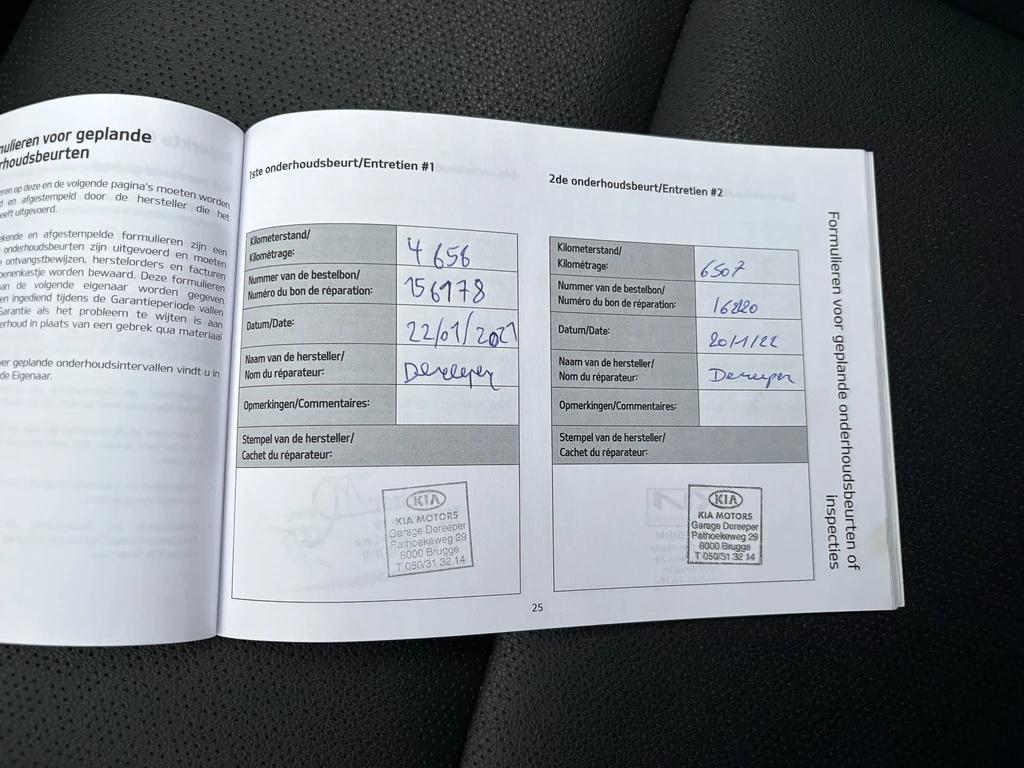 mulieren voor geplande
rhoudsbeurten
ren op deze en de volgende pagina's moeten worden
d en afgestempeld door de hersteller die het
eeft uitgevoerd.
ekende en afgestempelde formulieren zijn een
onderhoudsbeurten zijn uitgevoerd en moeten
ontvangstbewijzen, herstelorders en facturen
oenenkastje worden bewaard. Deze formulieren
van de volgende eigenaar worden gegeven.
en ingediend tijdens de Garantieperiode vallen
Garantie als het probleem te wijten is aan
erhoud in plaats van een gebrek qua materiaal
ver geplande onderhoudsintervallen vindt u in
de Eigenaar.
1ste onderhoudsbeurt/Entretien #1
Kilometerstand/
Kilométrage:
4 656
Nummer van de bestelbon/
Numéro du bon de réparation:
156178
Datum/Date:
22/01/2021
Naam van de hersteller/
Nom du réparateur:
Dereeper
Opmerkingen/Commentaires:
Stempel van de hersteller/
Cachet du réparateur:
KIA
KIA MOTORS
Garage Dereeper
Pathoekeweg 29
8000 Brugge
T 050/31 32 14
2de onderhoudsbeurt/Entretien #2
Kilometerstand/
Kilométrage:
6507
Nummer van de bestelbon/
Numéro du bon de réparation:
Datum/Date:
20/1/22
Naam van de hersteller/
Nom du réparateur:
Dereeper
Opmerkingen/Commentaires:
Stempel van de hersteller/
Cachet du réparateur:
KIA
KIA MOTORS
Garage Dereeper
Pathoekeweg 29
8000 Brugge
T 050/31 32 14
Formulieren voor geplande onderhoudsbeurten of
inspecties
25